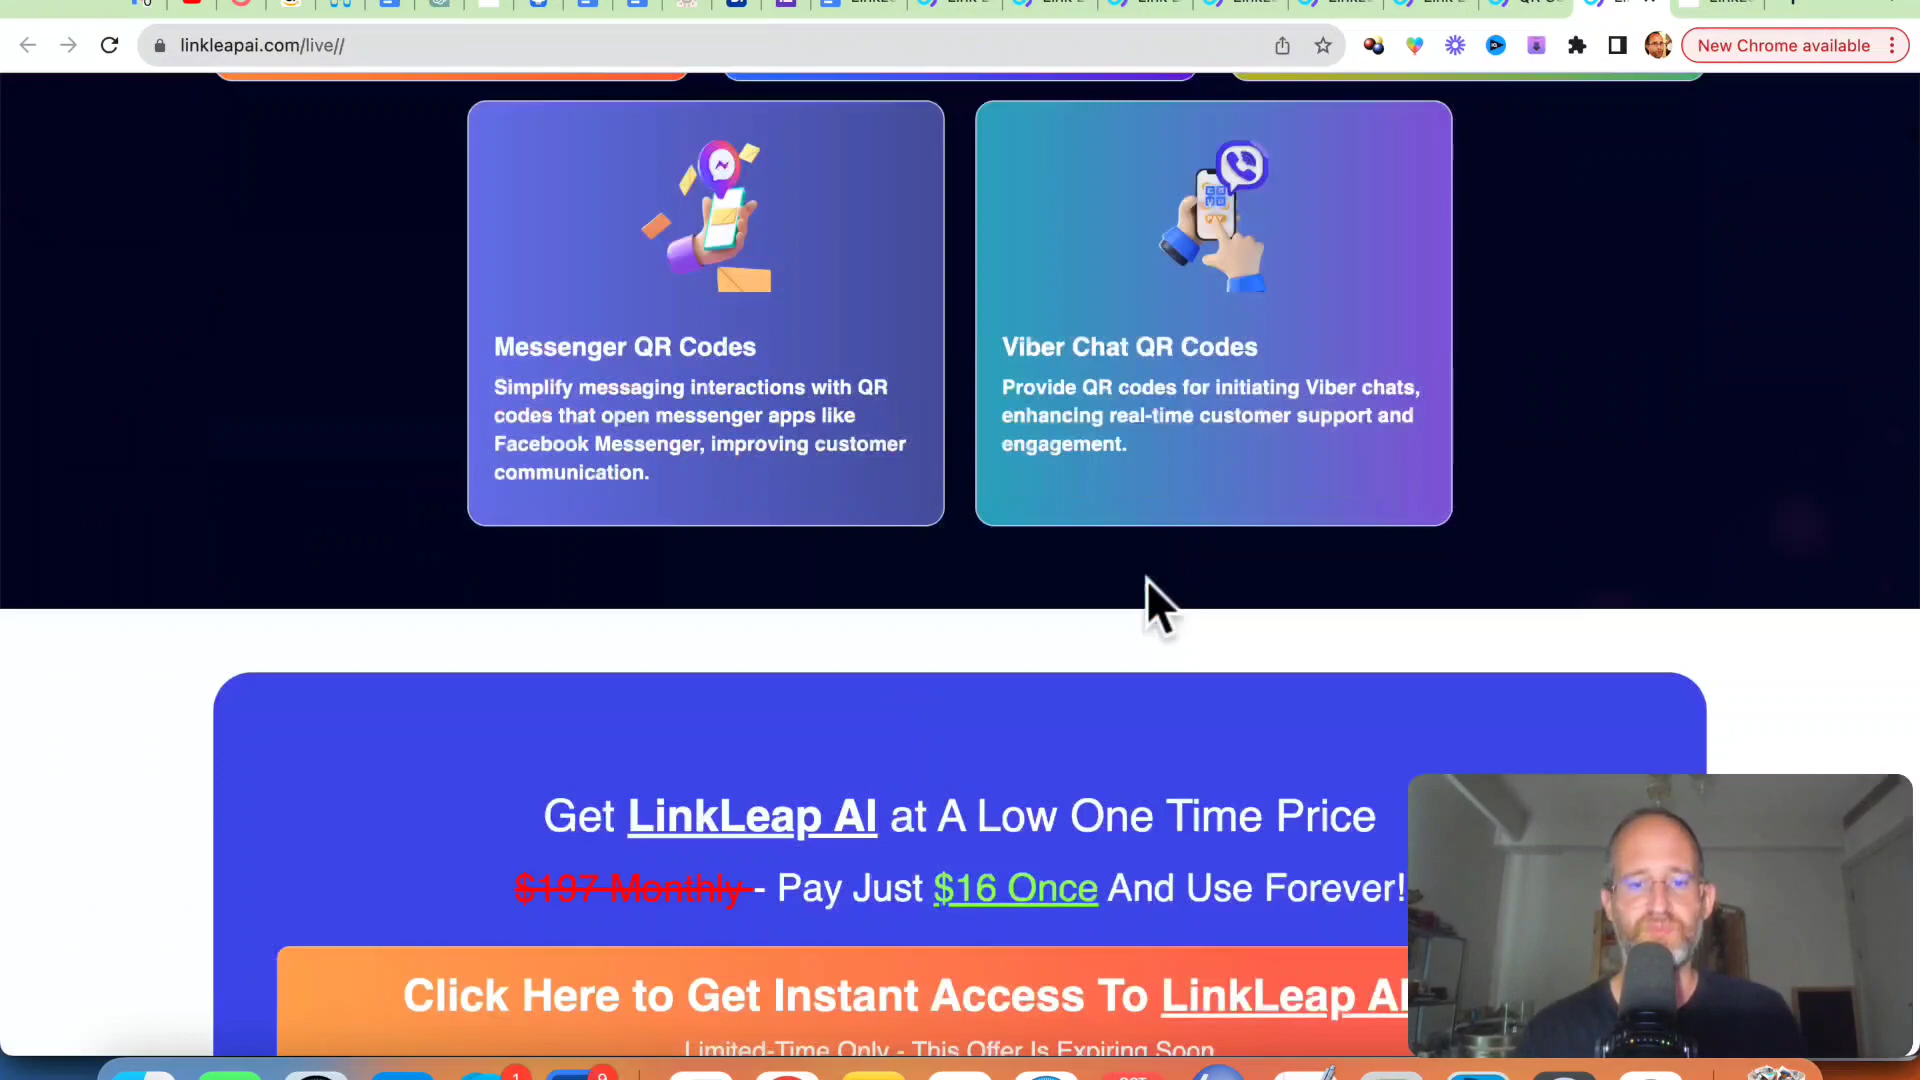 linkleapai.com/live//
New Chrome available
Messenger QR Codes
Simplify messaging interactions with QR
codes that open messenger apps like
Facebook Messenger, improving customer
communication.
Viber Chat QR Codes
Provide QR codes for initiating Viber chats,
enhancing real-time customer support and
engagement.
Get LinkLeap AI at A Low One Time Price
$197 Monthly - Pay Just $16 Once And Use Forever!
Click Here to Get Instant Access To LinkLeap AI
Limited-Time Only - This Offer Is Expiring Soon